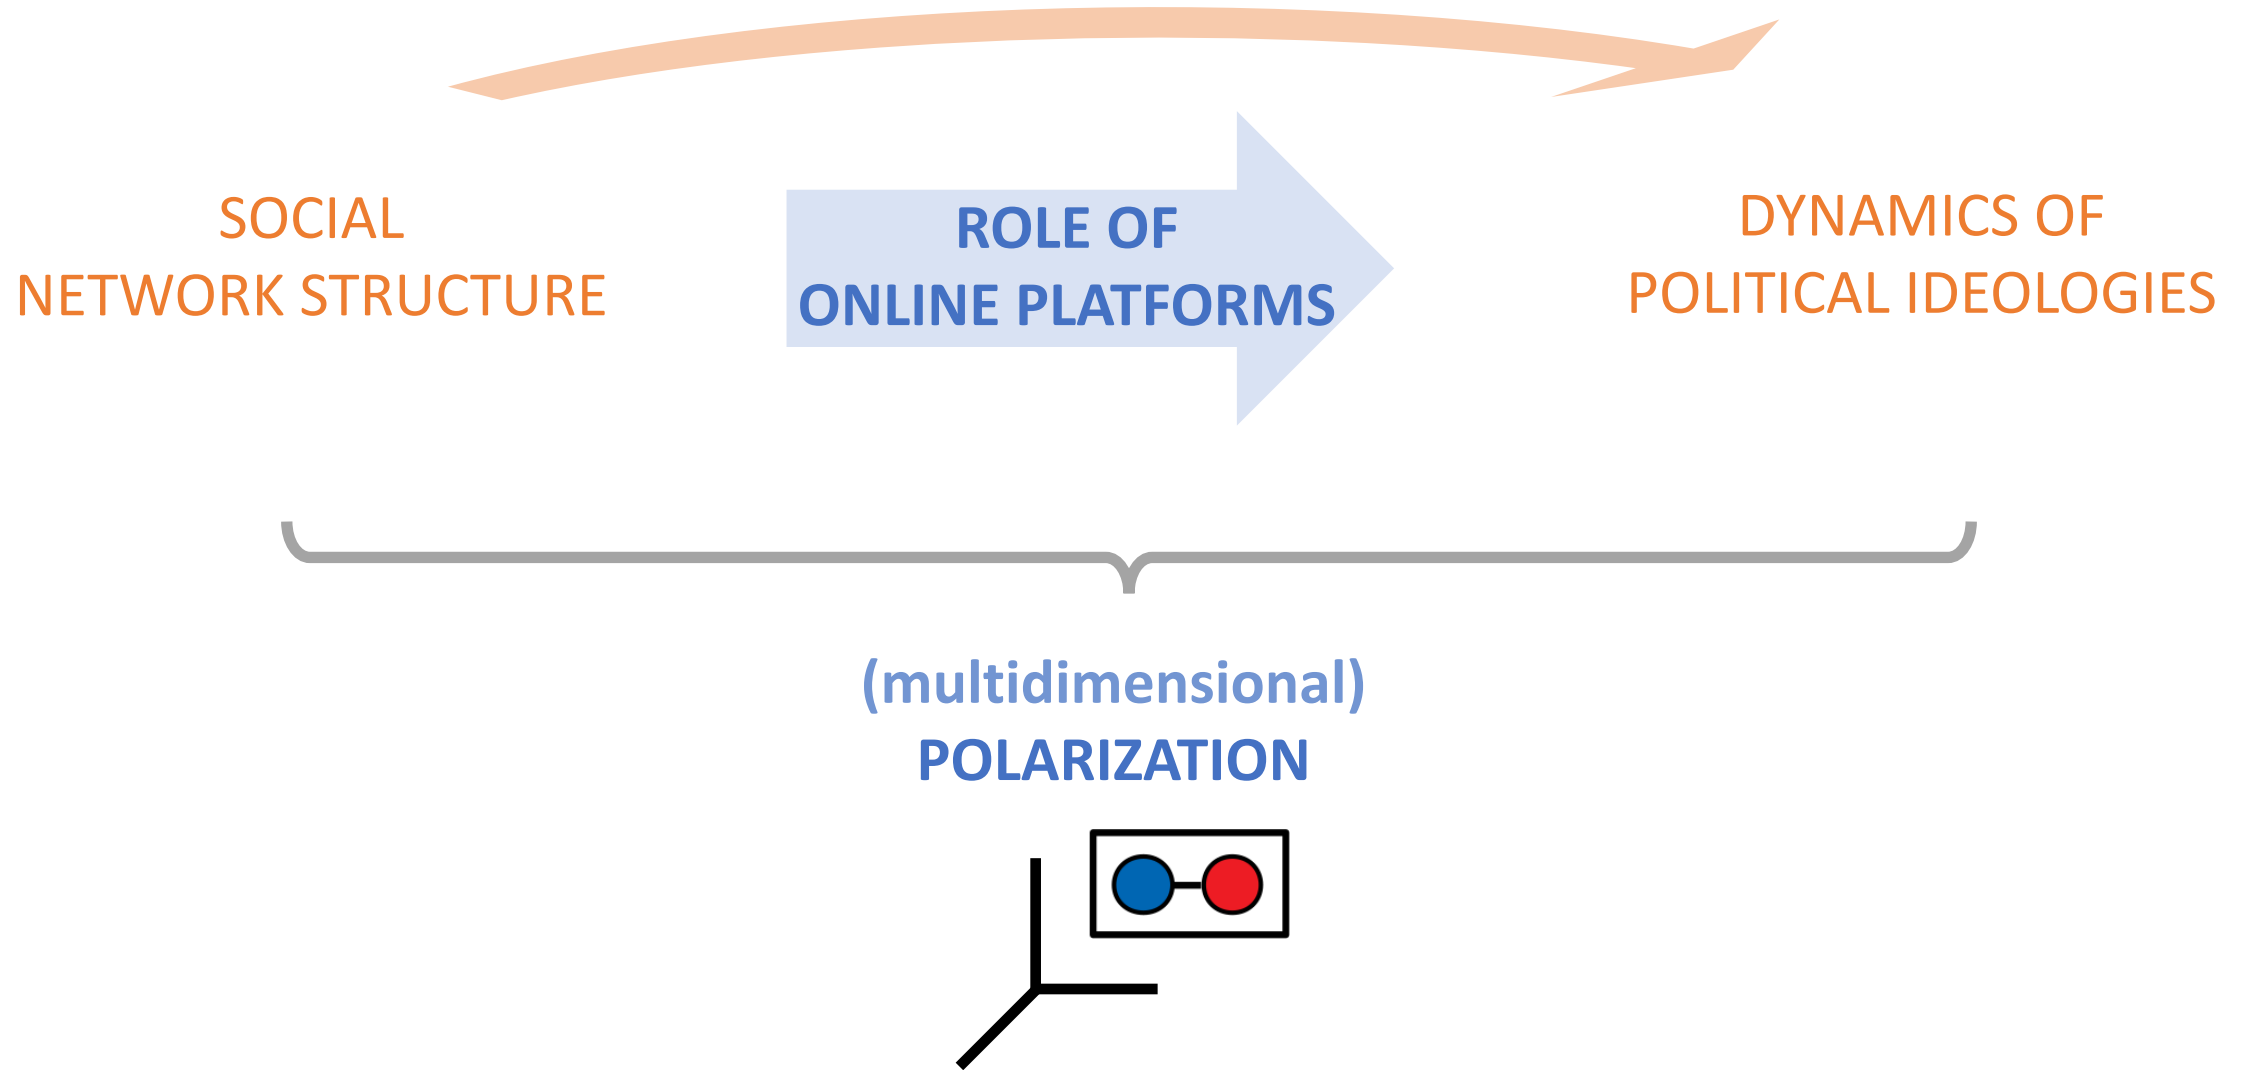 SOCIAL
NETWORK STRUCTURE
ROLE OF
ONLINE PLATFORMS
DYNAMICS OF
POLITICAL IDEOLOGIES
(multidimensional)
POLARIZATION